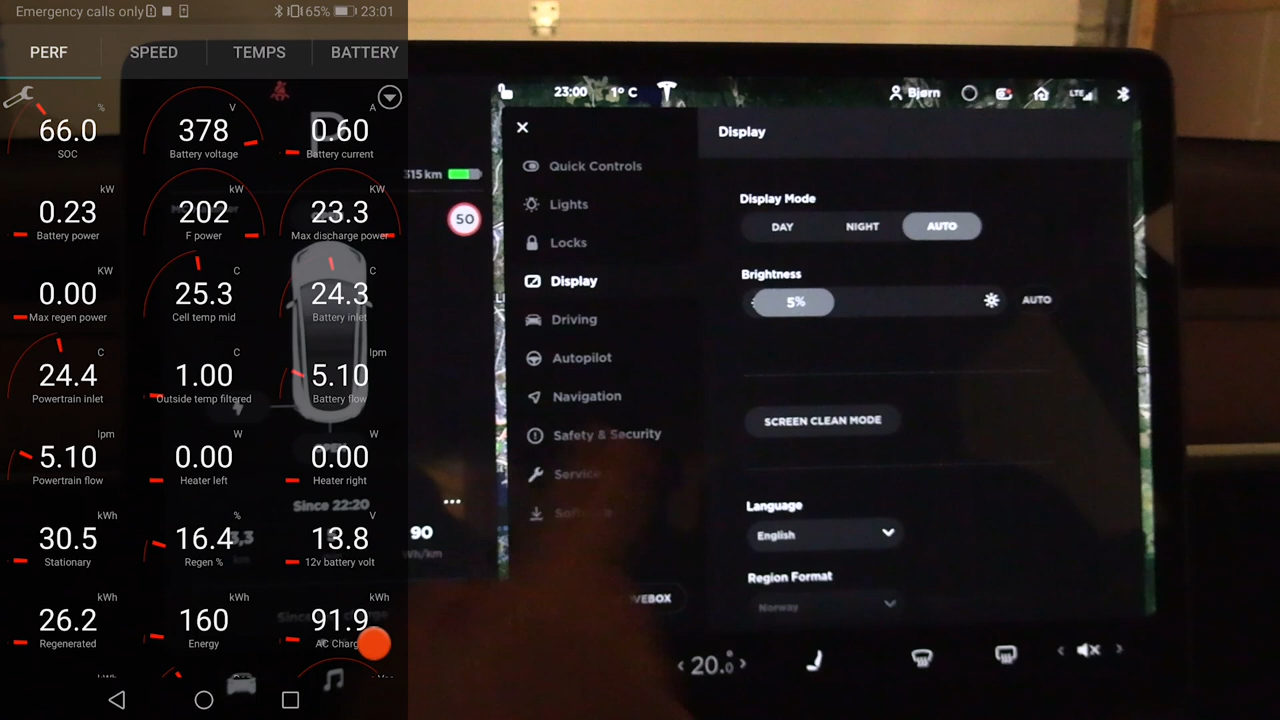 Emergency calls only 65% 23:01
PERF SPEED TEMPS BATTERY
% V A
66.0 378 0.60
SOC Battery voltage Battery current
kW kW KW
0.23 202 23.3
Battery power F power Max discharge power
KW C C
0.00 25.3 24.3
Max regen power Cell temp mid Battery inlet
C C lpm
24.4 1.00 5.10
Powertrain inlet Outside temp filtered Battery flow
lpm W W
5.10 0.00 0.00
Powertrain flow Heater left Heater right
kWh % V
30.5 16.4 13.8
Stationary Regen % 12v battery volt
kWh kWh kWh
26.2 160 91.9
Regenerated Energy AC Charg
P
315 km
50
Since 22:20
90
Wh/km
23:00 1° C Bjørn LTE
Quick Controls
Lights
Locks
Display
Driving
Autopilot
Navigation
Safety & Security
Service
Display
Display Mode
DAY NIGHT AUTO
Brightness
5% AUTO
SCREEN CLEAN MODE
Language
English
Region Format
Norway
VEBOX
20.0